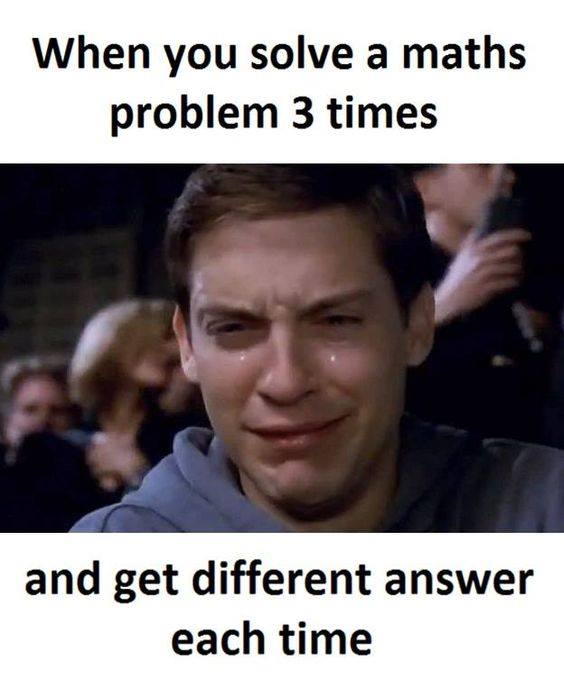 When you solve a maths
problem 3 times
and get different answer
each time